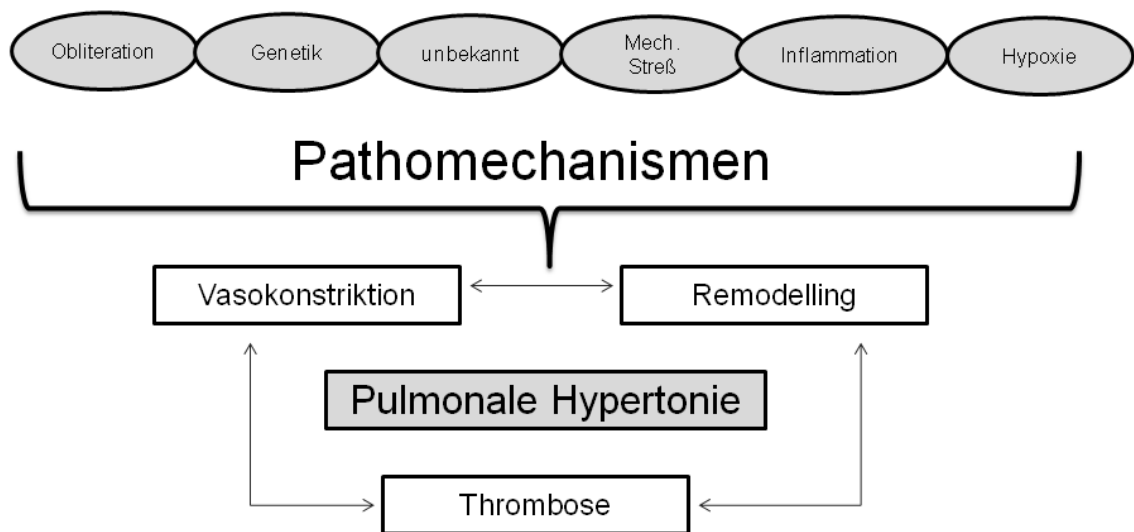 Obliteration
Genetik
unbekannt
Mech.
Streß
Inflammation
Hypoxie
Pathomechanismen
Vasokonstriktion
Remodelling
Pulmonale Hypertonie
Thrombose